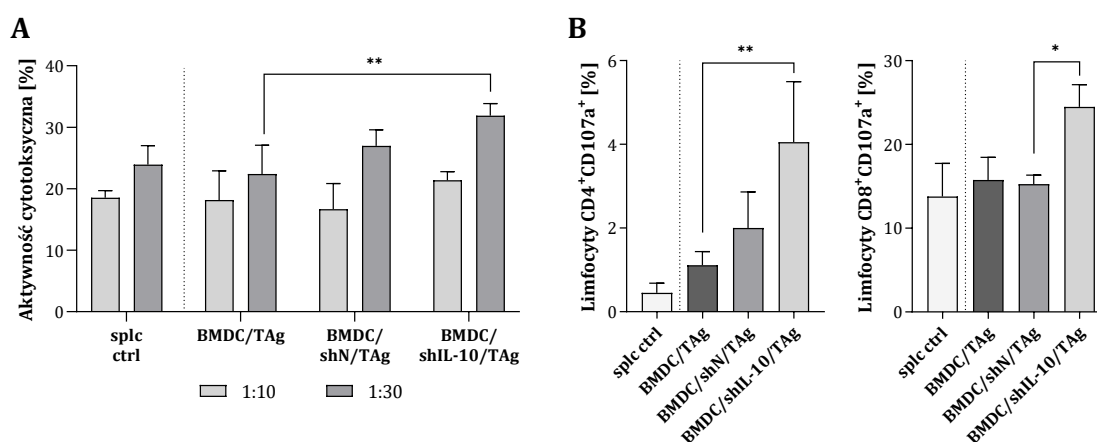 A
Aktywność cytotoksyczna [%]
50
40
30
20
10
0
**
splc
ctrl
BMDC/TAg
BMDC/
shN/TAg
BMDC/
shIL-10/TAg
1:10
1:30
B
Limfocyty CD4⁺CD107a⁺ [%]
6
4
2
0
**
splc ctrl
BMDC/TAg
BMDC/shN/TAg
BMDC/shIL-10/TAg
Limfocyty CD8⁺CD107a⁺ [%]
30
20
10
0
*
splc ctrl
BMDC/TAg
BMDC/shN/TAg
BMDC/shIL-10/TAg